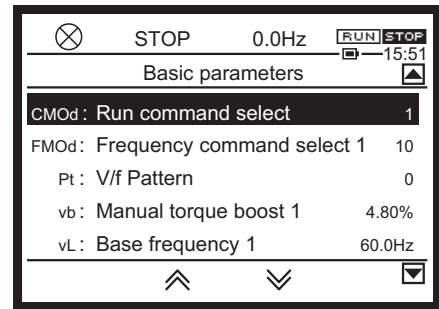 STOP 0.0Hz RUN STOP
15:51
Basic parameters
CMOd : Run command select 1
FMOd : Frequency command select 1 10
Pt : V/f Pattern 0
vb : Manual torque boost 1 4.80%
vL : Base frequency 1 60.0Hz